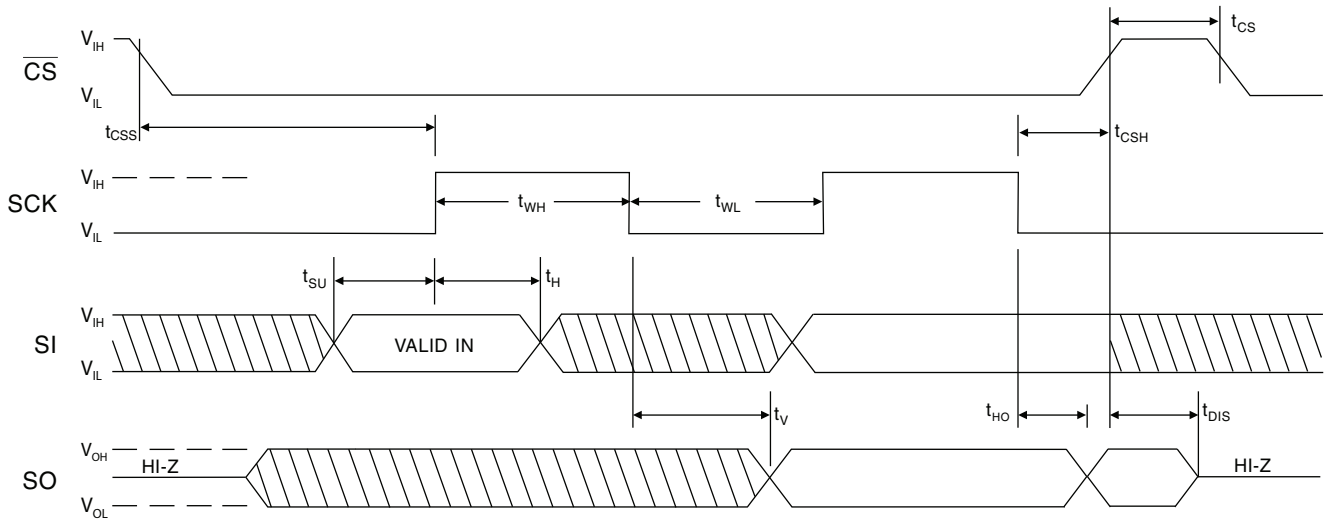 V_IH
t_CS
C̅S̅
V_IL
t_CSS
t_CSH
V_IH
SCK
t_WH
t_WL
V_IL
t_SU
t_H
V_IH
SI
VALID IN
V_IL
t_V
t_HO
t_DIS
V_OH
HI-Z
HI-Z
SO
V_OL